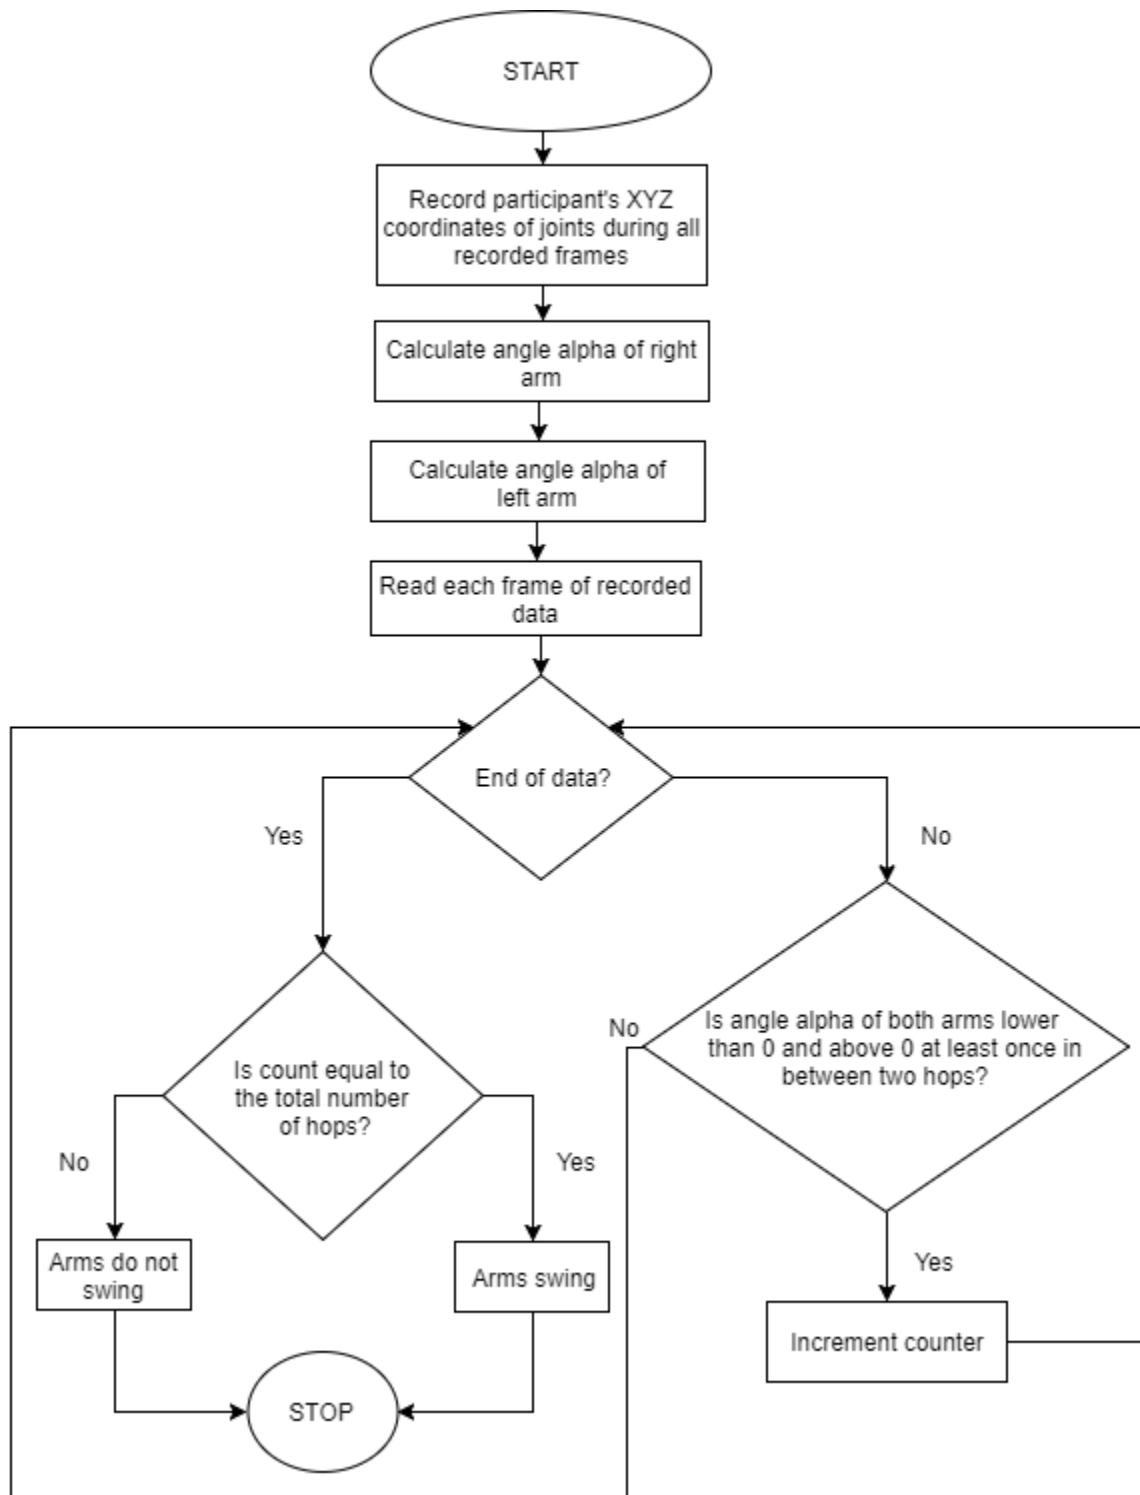 START
Record participant's XYZ
coordinates of joints during all
recorded frames
Calculate angle alpha of right
arm
Calculate angle alpha of
left arm
Read each frame of recorded
data
End of data?
Yes
No
Is angle alpha of both arms lower
than 0 and above 0 at least once in
between two hops?
No
Is count equal to
the total number
of hops?
No
Yes
Yes
Arms do not
swing
Arms swing
Increment counter
STOP